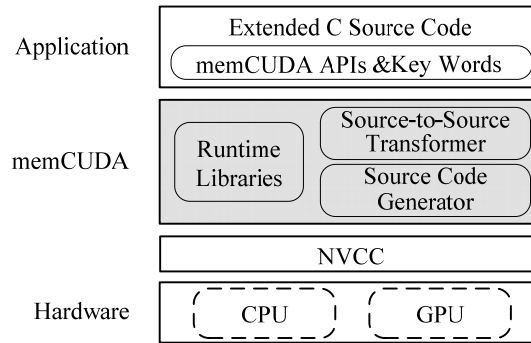 Application
Extended C Source Code
memCUDA APIs &Key Words
memCUDA
Runtime
Libraries
Source-to-Source
Transformer
Source Code
Generator
NVCC
Hardware
CPU
GPU